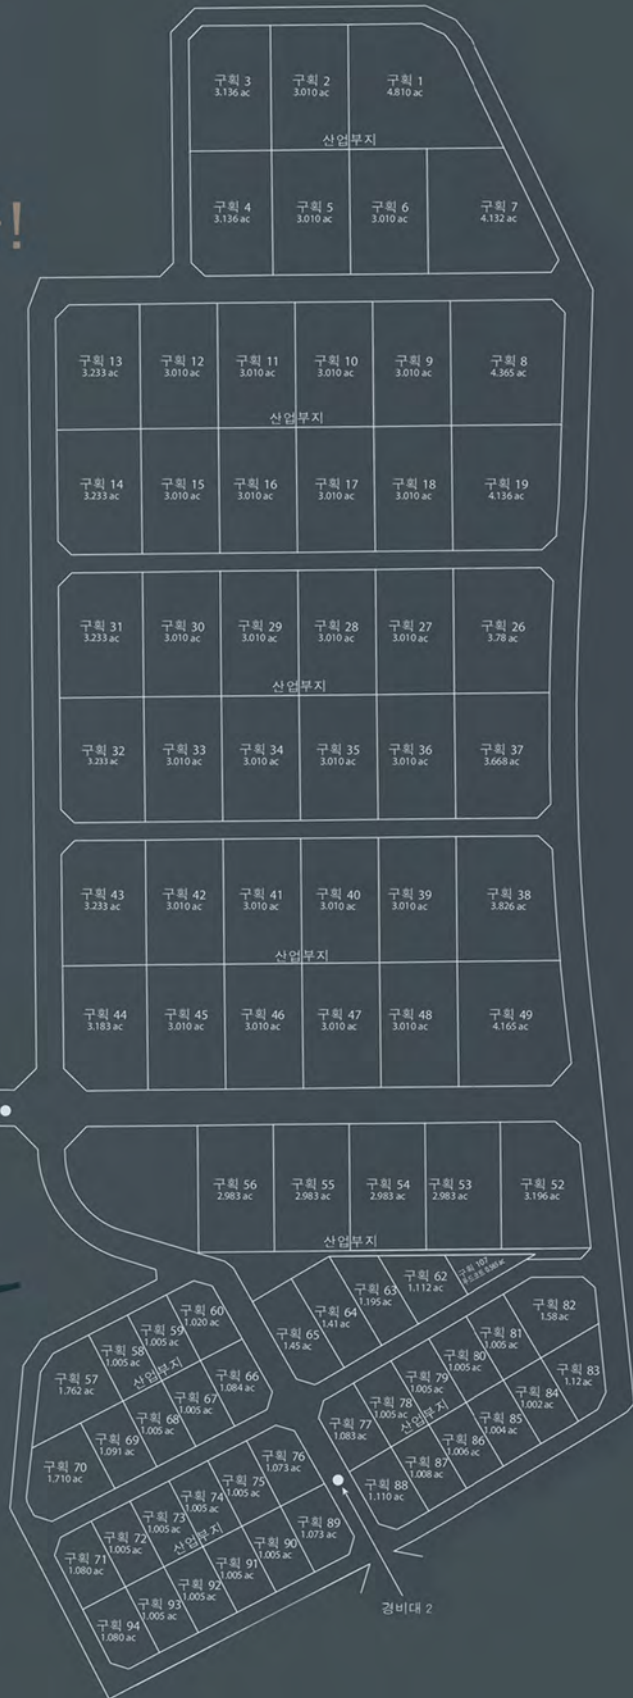 !
구획 3
3.136 ac
구획 2
3.010 ac
구획 1
4.810 ac
산업부지
구획 4
3.136 ac
구획 5
3.010 ac
구획 6
3.010 ac
구획 7
4.132 ac
구획 13
3.233 ac
구획 12
3.010 ac
구획 11
3.010 ac
구획 10
3.010 ac
구획 9
3.010 ac
구획 8
4.365 ac
산업부지
구획 14
3.233 ac
구획 15
3.010 ac
구획 16
3.010 ac
구획 17
3.010 ac
구획 18
3.010 ac
구획 19
4.136 ac
구획 31
3.233 ac
구획 30
3.010 ac
구획 29
3.010 ac
구획 28
3.010 ac
구획 27
3.010 ac
구획 26
3.78 ac
산업부지
구획 32
3.233 ac
구획 33
3.010 ac
구획 34
3.010 ac
구획 35
3.010 ac
구획 36
3.010 ac
구획 37
3.668 ac
구획 43
3.233 ac
구획 42
3.010 ac
구획 41
3.010 ac
구획 40
3.010 ac
구획 39
3.010 ac
구획 38
3.826 ac
산업부지
구획 44
3.183 ac
구획 45
3.010 ac
구획 46
3.010 ac
구획 47
3.010 ac
구획 48
3.010 ac
구획 49
4.165 ac
구획 56
2.983 ac
구획 55
2.983 ac
구획 54
2.983 ac
구획 53
2.983 ac
구획 52
3.196 ac
산업부지
구획 107
구획 62
1.112 ac
구획 63
1.195 ac
구획 64
1.41 ac
구획 65
1.45 ac
구획 60
1.020 ac
구획 59
1.005 ac
구획 58
1.005 ac
구획 57
1.762 ac
산업부지
구획 66
1.084 ac
구획 67
1.005 ac
구획 68
1.005 ac
구획 69
1.091 ac
구획 70
1.710 ac
구획 82
1.58 ac
구획 81
1.005 ac
구획 80
1.005 ac
구획 79
1.005 ac
구획 78
1.005 ac
구획 77
1.083 ac
산업부지
구획 83
1.12 ac
구획 84
1.002 ac
구획 85
1.004 ac
구획 86
1.006 ac
구획 87
1.008 ac
구획 88
1.110 ac
구획 76
1.073 ac
구획 75
1.005 ac
구획 74
1.005 ac
구획 73
1.005 ac
구획 72
1.005 ac
구획 71
1.080 ac
산업부지
구획 89
1.073 ac
구획 90
1.005 ac
구획 91
1.005 ac
구획 92
1.005 ac
구획 93
1.005 ac
구획 94
1.080 ac
경비대 2